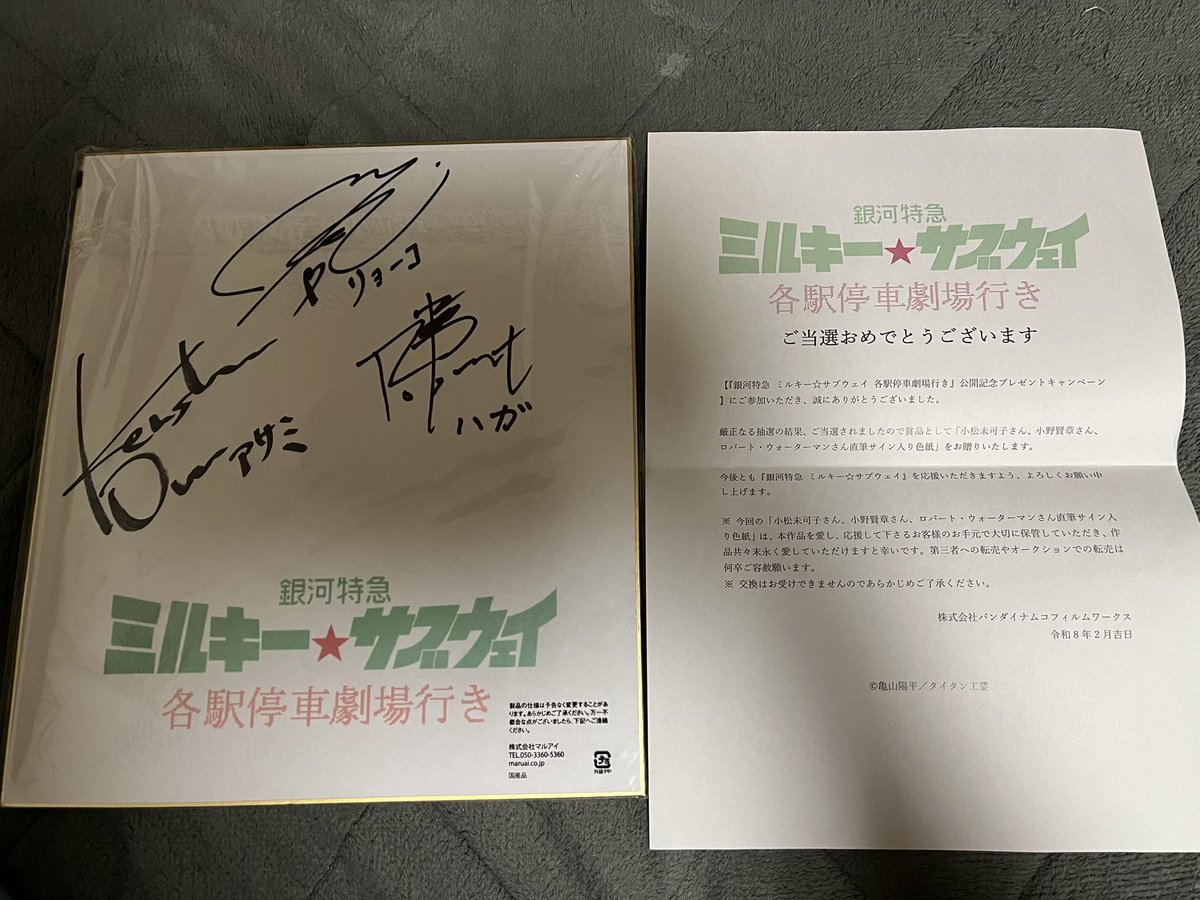 リョーコ
ハガ
アサミ
銀河特急
ミルキー★サブウェイ
各駅停車劇場行き
製品の仕様は予告なく変更することがあ
ります。あらかじめご了承ください。万一不
都合な点がございましたら、下記へご連絡
ください。
株式会社マルアイ
TEL.050-3360-5360
maruai.co.jp
国産品
外装:PP
銀河特急
ミルキー★サブウェイ
各駅停車劇場行き
ご当選おめでとうございます
【『銀河特急 ミルキー☆サブウェイ 各駅停車劇場行き』公開記念プレゼントキャンペーン
】にご参加いただき、誠にありがとうございました。
厳正なる抽選の結果、ご当選されましたので賞品として「小松未可子さん、小野賢章さん、
ロバート・ウォーターマンさん直筆サイン入り色紙」をお贈りいたします。
今後とも『銀河特急 ミルキー☆サブウェイ』を応援いただきますよう、よろしくお願い申
し上げます。
※ 今回の「小松未可子さん、小野賢章さん、ロバート・ウォーターマンさん直筆サイン入
り色紙」は、本作品を愛し、応援して下さるお客様のお手元で大切に保管していただき、作
品共々末永く愛していただけますと幸いです。第三者への転売やオークションでの転売は
何卒ご容赦願います。
※ 交換はお受けできませんのであらかじめご了承ください。
株式会社バンダイナムコフィルムワークス
令和8年2月吉日
©亀山陽平／タイタン工業